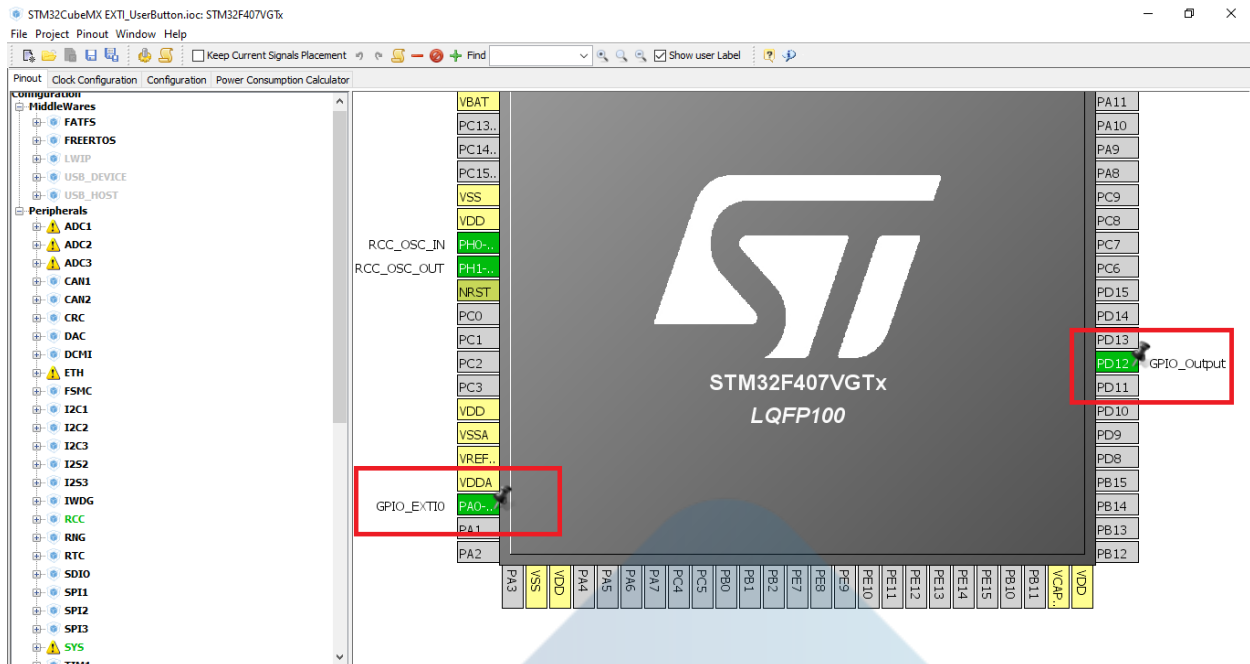 STM32CubeMX EXTI_UserButton.ioc: STM32F407VGTx
File Project Pinout Window Help
Keep Current Signals Placement Find Show user Label
Pinout Clock Configuration Configuration Power Consumption Calculator
Configuration
MiddleWares
FATFS
FREERTOS
LWIP
USB_DEVICE
USB_HOST
Peripherals
ADC1
ADC2
ADC3
CAN1
CAN2
CRC
DAC
DCMI
ETH
FSMC
I2C1
I2C2
I2C3
I2S2
I2S3
IWDG
RCC
RNG
RTC
SDIO
SPI1
SPI2
SPI3
SYS
TIM1
VBAT
PC13..
PC14..
PC15..
VSS
VDD
RCC_OSC_IN PH0-..
RCC_OSC_OUT PH1-..
NRST
PC0
PC1
PC2
PC3
VDD
VSSA
VREF..
VDDA
GPIO_EXTI0 PA0-..
PA1
PA2
ST
STM32F407VGTx
LQFP100
PA11
PA10
PA9
PA8
PC9
PC8
PC7
PC6
PD15
PD14
PD13
PD12 GPIO_Output
PD11
PD10
PD9
PD8
PB15
PB14
PB13
PB12
PA3
VSS
VDD
PA4
PA5
PA6
PA7
PC4
PC5
PB0
PB1
PB2
PE7
PE8
PE9
PE10
PE11
PE12
PE13
PE14
PE15
PB10
PB11
VCAP..
VDD